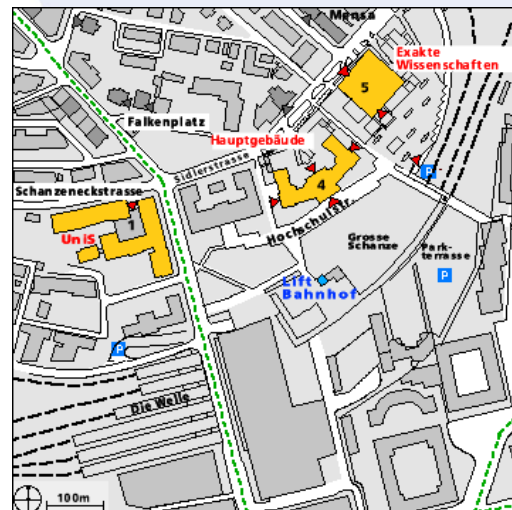 Mensa
Exakte
Wissenschaften
5
Falkenplatz
Hauptgebäude
Sidlerstrasse
P
Schanzeneckstrasse
4
1
UniS
Hochschulstr.
Grosse
Schanze
Park-
terrasse
P
Lift
Bahnhof
P
Die Welle
100m